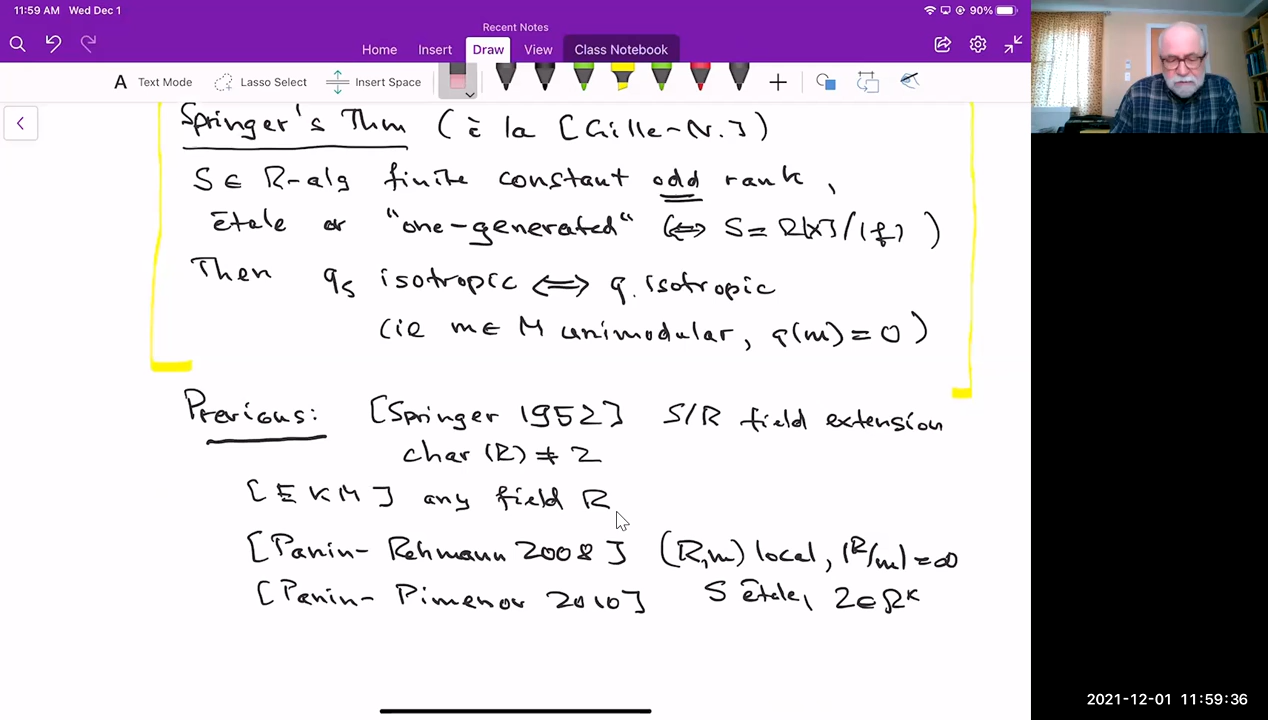 11:59 AM Wed Dec 1
Recent Notes
90%
Home Insert Draw View Class Notebook
A Text Mode Lasso Select Insert Space
Springer's Thm (à la [Gille-N.])
S ∈ R-alg finite constant odd rank,
étale or "one-generated" (⇔ S = R[X]/(f))
Then q_S isotropic ⇔ q isotropic
(ie m ∈ M unimodular, q(m) = 0)
Previous: [Springer 1952] S/R field extension
char(R) ≠ 2
[EKM] any field R
[Panin-Rehmann 2008] (R,m) local, |R/m| = ∞
[Panin-Pimenov 2010] S étale, 2 ∈ R^×
2021-12-01 11:59:36